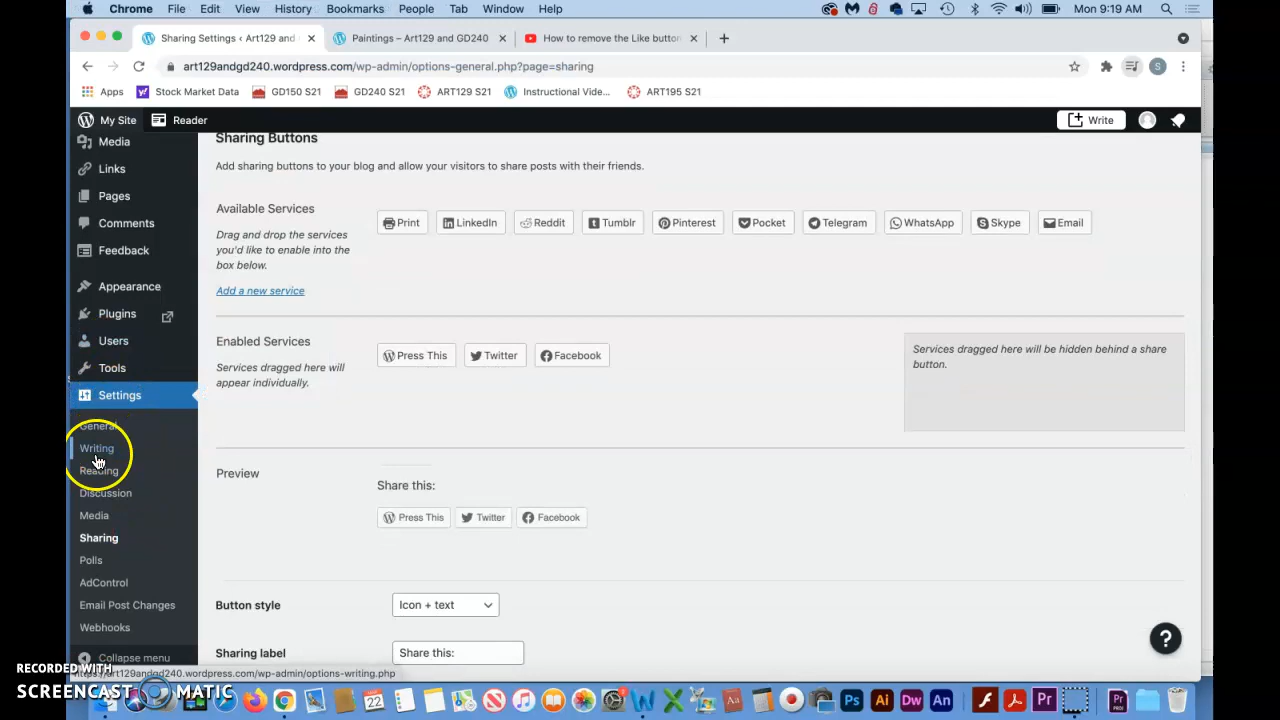 Chrome File Edit View History Bookmarks People Tab Window Help Mon 9:19 AM
Sharing Settings ‹ Art129 and Paintings – Art129 and GD240 How to remove the Like button
art129andgd240.wordpress.com/wp-admin/options-general.php?page=sharing
Apps Stock Market Data GD150 S21 GD240 S21 ART129 S21 Instructional Vide... ART195 S21
My Site Reader Write
Media
Links
Pages
Comments
Feedback
Appearance
Plugins
Users
Tools
Settings
General
Writing
Reading
Discussion
Media
Sharing
Polls
AdControl
Email Post Changes
Webhooks
Collapse menu
Sharing Buttons
Add sharing buttons to your blog and allow your visitors to share posts with their friends.
Available Services
Drag and drop the services
you'd like to enable into the
box below.
Add a new service
Print LinkedIn Reddit Tumblr Pinterest Pocket Telegram WhatsApp Skype Email
Enabled Services
Services dragged here will
appear individually.
Press This Twitter Facebook
Services dragged here will be hidden behind a share
button.
Preview
Share this:
Press This Twitter Facebook
Button style Icon + text
Sharing label Share this:
https://art129andgd240.wordpress.com/wp-admin/options-writing.php
RECORDED WITH
SCREENCAST MATIC